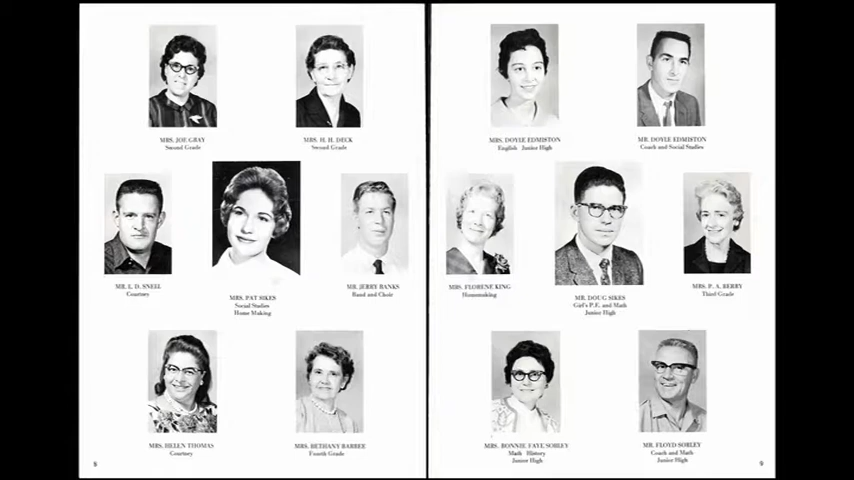 MRS. JOE GRAY
Second Grade
MRS. H. H. DECK
Second Grade
MR. L. D. SNEED
Courtesy
MRS. PAT SIKES
Social Studies
Home Making
MR. JERRY BANKS
Band and Choir
MRS. HELEN THOMAS
Courtesy
MRS. BETHANY BARBEE
Fourth Grade
MRS. DOYLE EDMISTON
English Junior High
MR. DOYLE EDMISTON
Coach and Social Studies
MRS. FLORENE KING
Homemaking
MR. DOUG SIKES
Girl's P.E. and Math
Junior High
MRS. P. A. BERRY
Third Grade
MRS. BONNIE FAYE SORLEY
Math History
Junior High
MR. FLOYD SORLEY
Coach and Math
Junior High
9